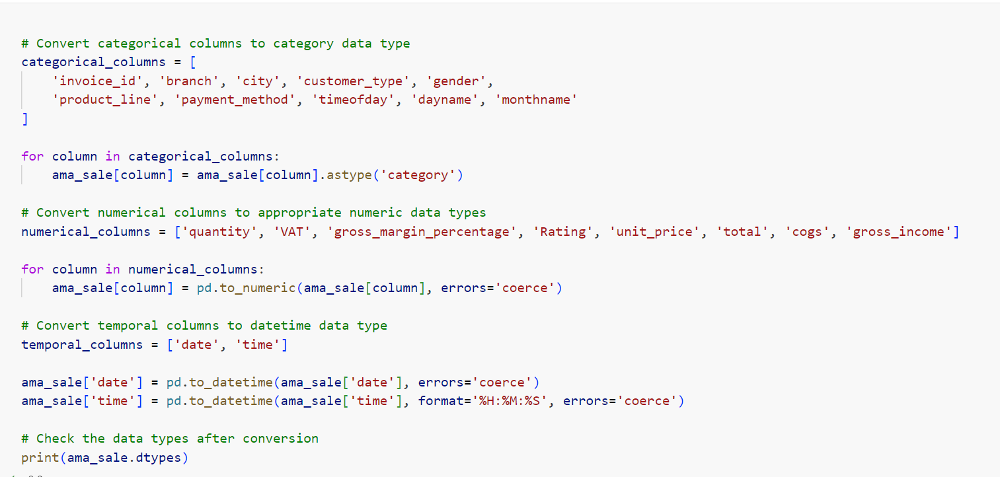 # Convert categorical columns to category data type
categorical_columns = [
    'invoice_id', 'branch', 'city', 'customer_type', 'gender',
    'product_line', 'payment_method', 'timeofday', 'dayname', 'monthname'
]
for column in categorical_columns:
    ama_sale[column] = ama_sale[column].astype('category')
# Convert numerical columns to appropriate numeric data types
numerical_columns = ['quantity', 'VAT', 'gross_margin_percentage', 'Rating', 'unit_price', 'total', 'cogs', 'gross_income']
for column in numerical_columns:
    ama_sale[column] = pd.to_numeric(ama_sale[column], errors='coerce')
# Convert temporal columns to datetime data type
temporal_columns = ['date', 'time']
ama_sale['date'] = pd.to_datetime(ama_sale['date'], errors='coerce')
ama_sale['time'] = pd.to_datetime(ama_sale['time'], format='%H:%M:%S', errors='coerce')
# Check the data types after conversion
print(ama_sale.dtypes)